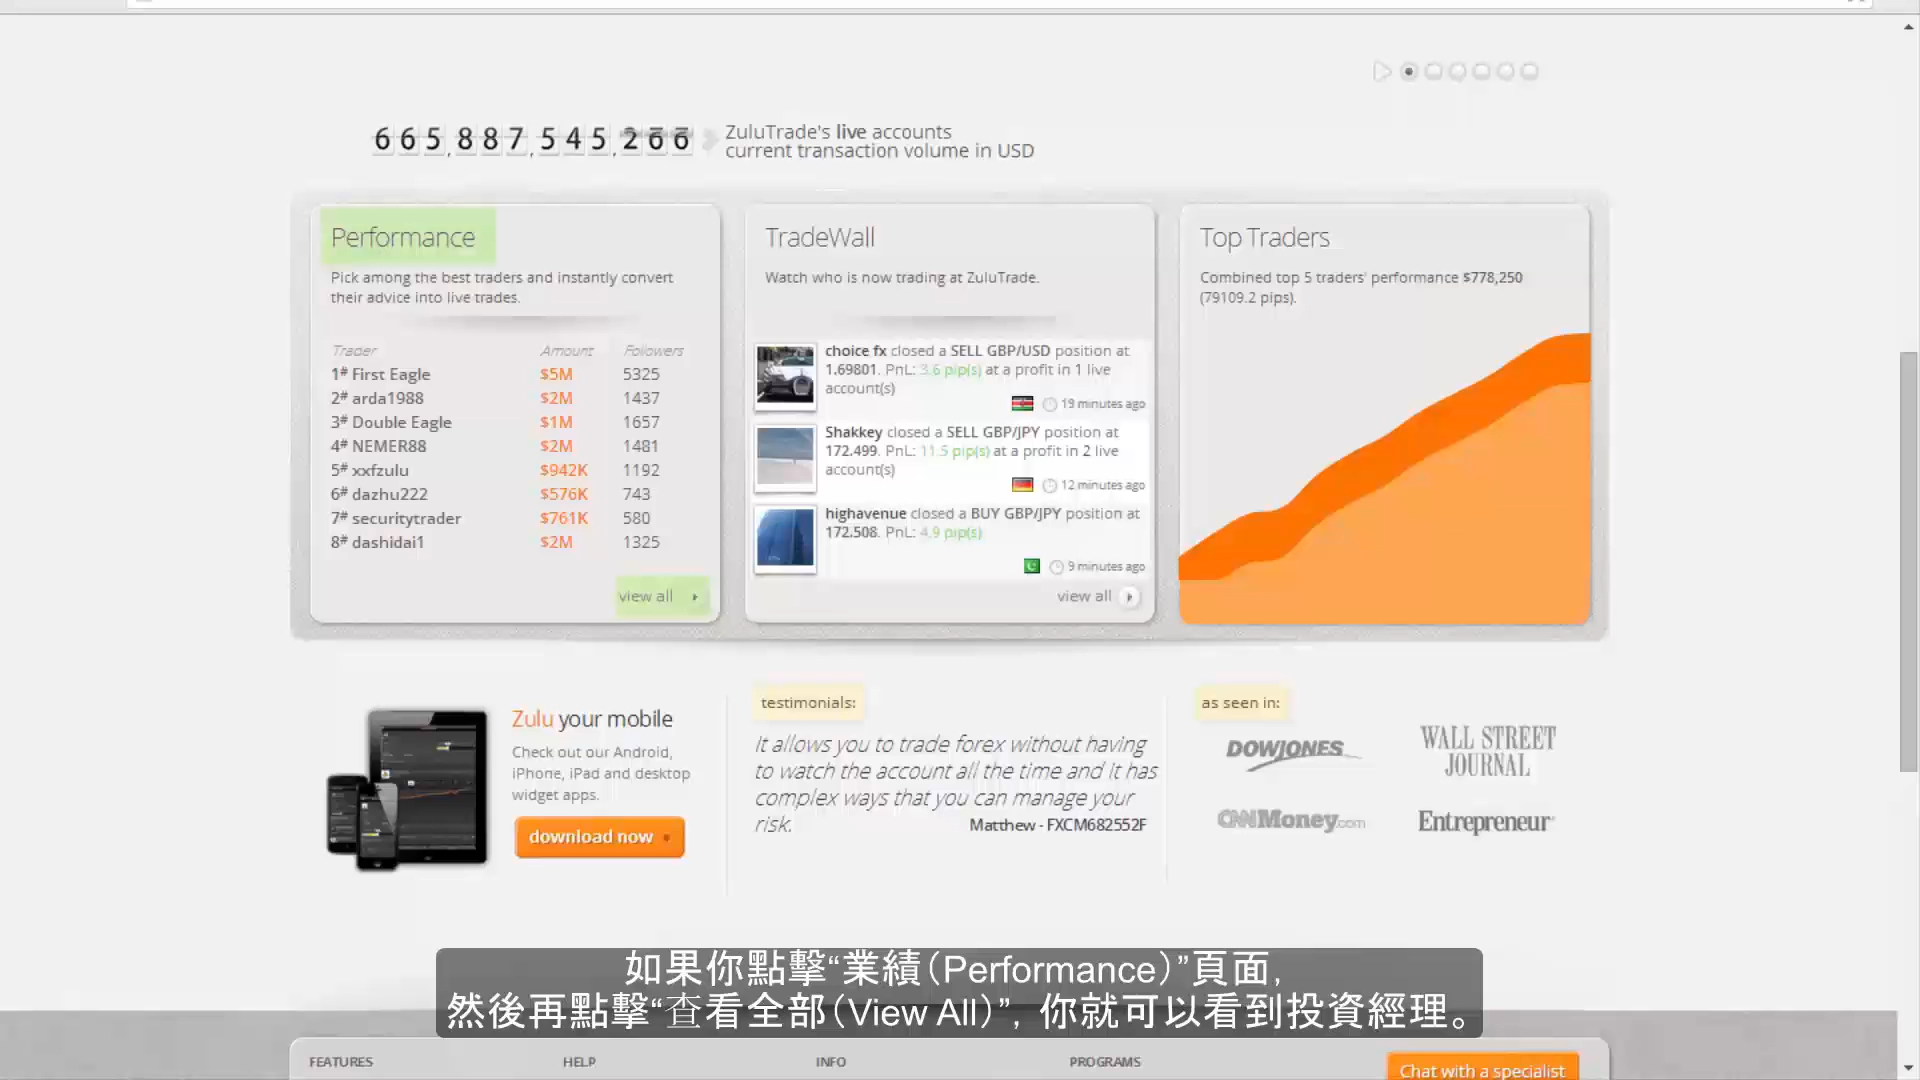 665,887,545,266
ZuluTrade's live accounts
current transaction volume in USD
Performance
Pick among the best traders and instantly convert
their advice into live trades.
Trader Amount Followers
1# First Eagle $5M 5325
2# arda1988 $2M 1437
3# Double Eagle $1M 1657
4# NEMER88 $2M 1481
5# xxfzulu $942K 1192
6# dazhu222 $576K 743
7# securitytrader $761K 580
8# dashidai1 $2M 1325
view all
TradeWall
Watch who is now trading at ZuluTrade.
choice fx closed a SELL GBP/USD position at
1.69801. PnL: 3.6 pip(s) at a profit in 1 live
account(s)
19 minutes ago
Shakkey closed a SELL GBP/JPY position at
172.499. PnL: 11.5 pip(s) at a profit in 2 live
account(s)
12 minutes ago
highavenue closed a BUY GBP/JPY position at
172.508. PnL: 4.9 pip(s)
9 minutes ago
view all
Top Traders
Combined top 5 traders' performance $778,250
(79109.2 pips).
Zulu your mobile
Check out our Android,
iPhone, iPad and desktop
widget apps.
download now
testimonials:
It allows you to trade forex without having
to watch the account all the time and it has
complex ways that you can manage your
risk.
Matthew - FXCM682552F
as seen in:
DOWJONES
WALL STREET
JOURNAL
CNNMoney.com
Entrepreneur
如果你點擊“業績（Performance）”頁面,
然後再點擊“查看全部（View All）”, 你就可以看到投資經理。
FEATURES HELP INFO PROGRAMS
Chat with a specialist